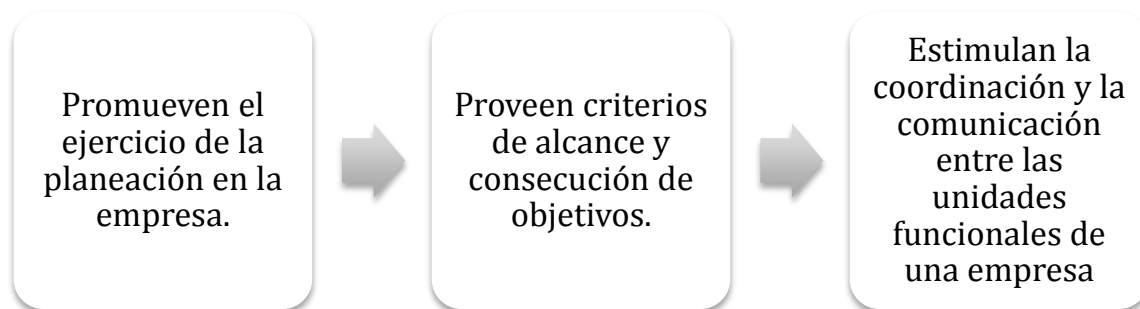 Promueven el
ejercicio de la
planeación en la
empresa.
Proveen criterios
de alcance y
consecución de
objetivos.
Estimulan la
coordinación y la
comunicación
entre las
unidades
funcionales de
una empresa